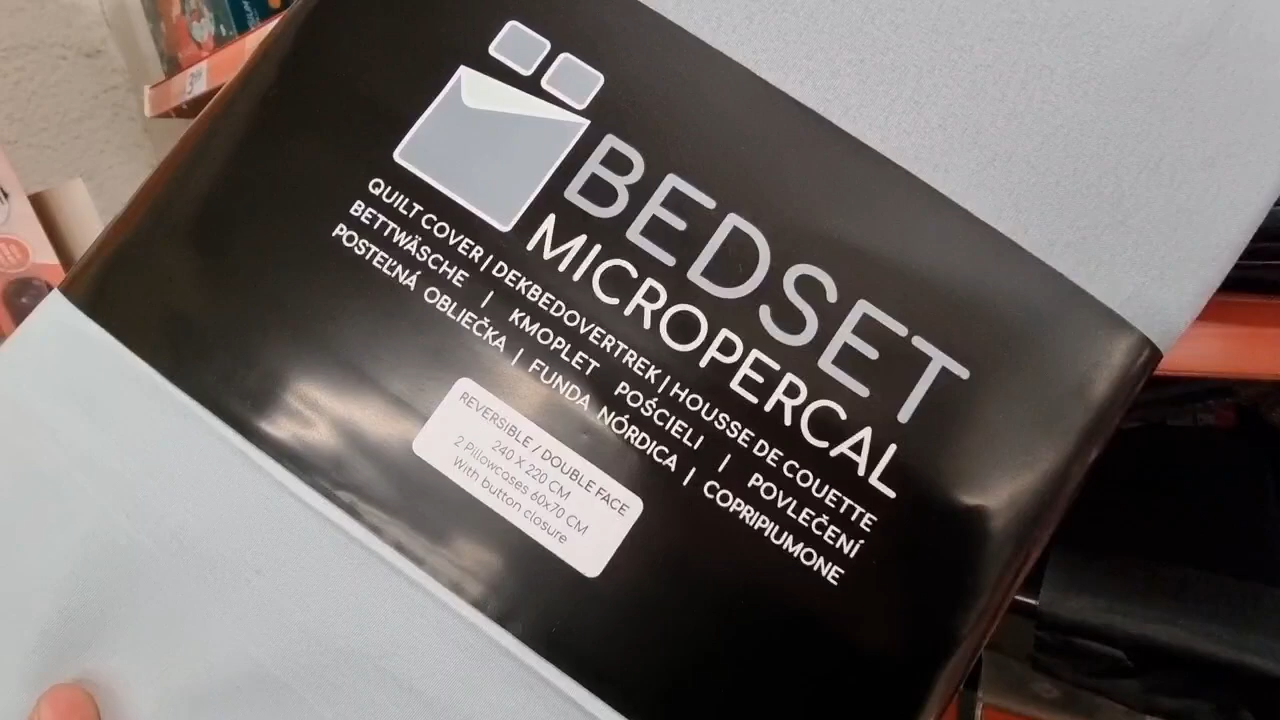 BEDSET
MICROPERCAL
QUILT COVER | DEKBEDOVERTREK | HOUSSE DE COUETTE
BETTWÄSCHE | KMOPLET POŚCIELI | POVLEČENÍ
POSTEĽNÁ OBLIEČKA | FUNDA NÓRDICA | COPRIPIUMONE
REVERSIBLE / DOUBLE FACE
240 X 220 CM
2 Pillowcases 60x70 CM
With button closure